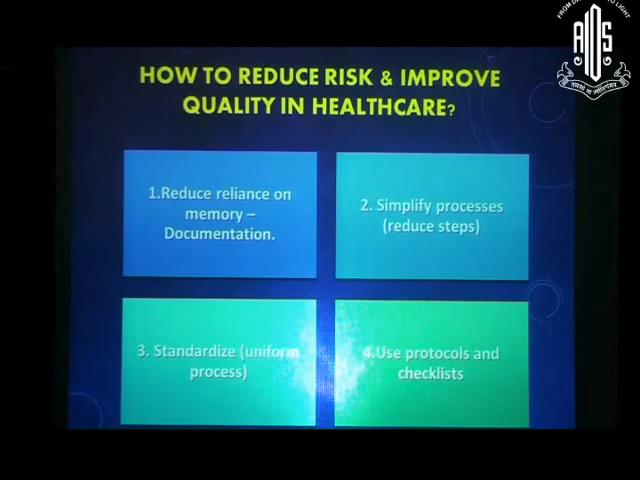 HOW TO REDUCE RISK & IMPROVE
QUALITY IN HEALTHCARE?
1.Reduce reliance on
memory –
Documentation.
2. Simplify processes
(reduce steps)
3. Standardize (uniform
process)
4.Use protocols and
checklists
AIOS